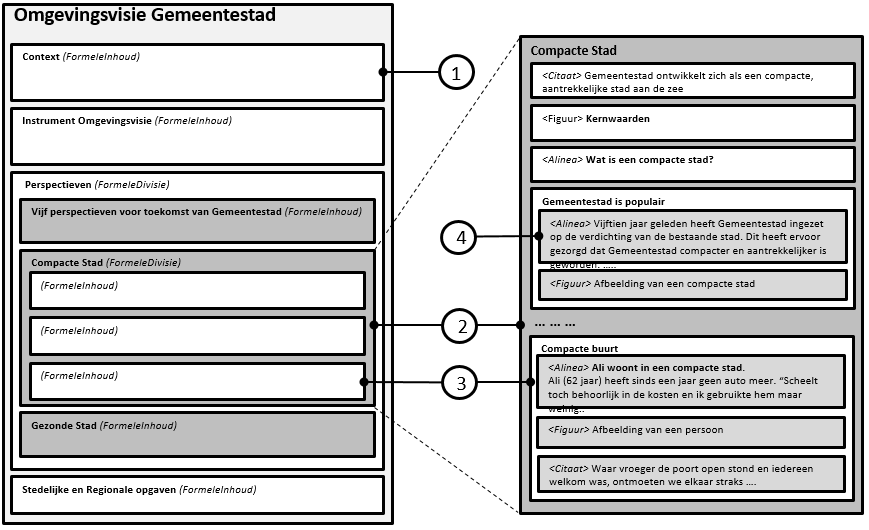 Omgevingsvisie Gemeentestad
Context (FormeleInhoud)
Instrument Omgevingsvisie (FormeleInhoud)
Perspectieven (FormeleDivisie)
Vijf perspectieven voor toekomst van Gemeentestad (FormeleInhoud)
Compacte Stad (FormeleDivisie)
(FormeleInhoud)
(FormeleInhoud)
(FormeleInhoud)
Gezonde Stad (FormeleInhoud)
Stedelijke en Regionale opgaven (FormeleInhoud)
1
4
2
3
Compacte Stad
<Citaat> Gemeentestad ontwikkelt zich als een compacte,
aantrekkelijke stad aan de zee
<Figuur> Kernwaarden
<Alinea> Wat is een compacte stad?
Gemeentestad is populair
<Alinea> Vijftien jaar geleden heeft Gemeentestad ingezet
op de verdichting van de bestaande stad. Dit heeft ervoor
gezorgd dat Gemeentestad compacter en aantrekkelijker is
geworden. .....
<Figuur> Afbeelding van een compacte stad
... ... ...
Compacte buurt
<Alinea> Ali woont in een compacte stad.
Ali (62 jaar) heeft sinds een jaar geen auto meer. “Scheelt
toch behoorlijk in de kosten en ik gebruikte hem maar
weinig..
<Figuur> Afbeelding van een persoon
<Citaat> Waar vroeger de poort open stond en iedereen
welkom was, ontmoeten we elkaar straks ....